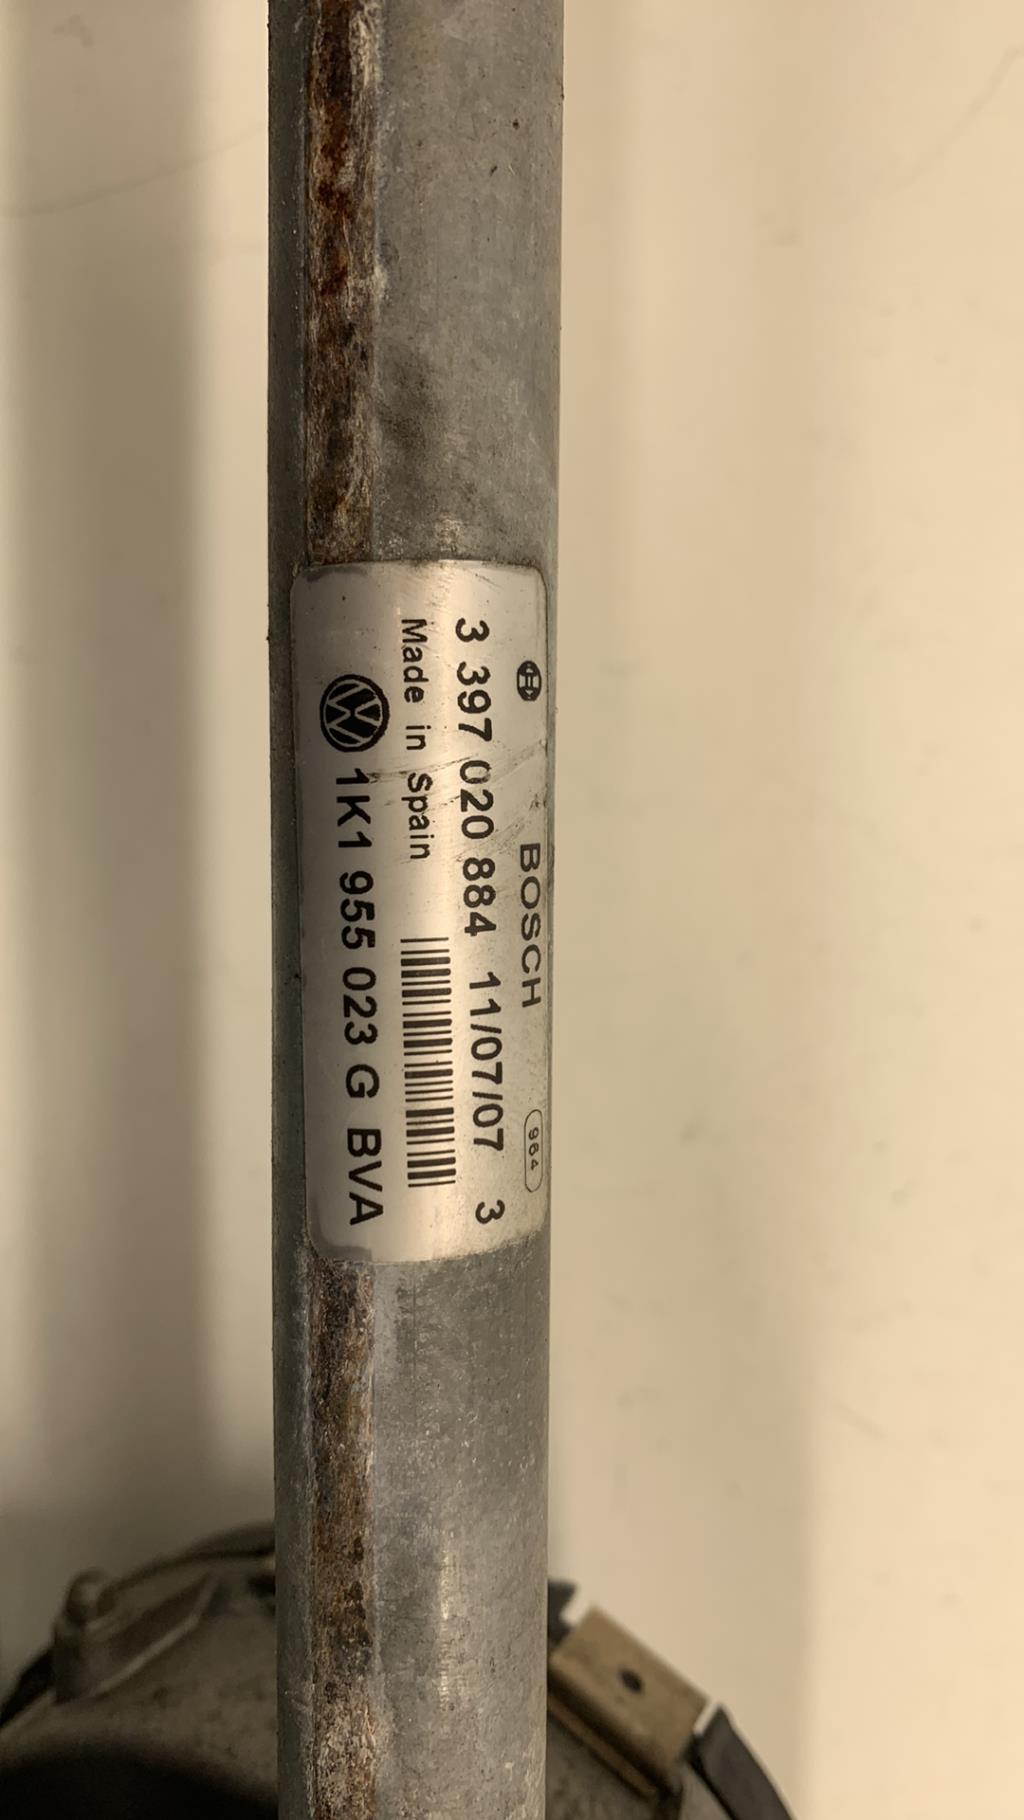 BOSCH 964
3 397 020 884 11/07/07 3
Made in Spain
1K1 955 023 G BVA